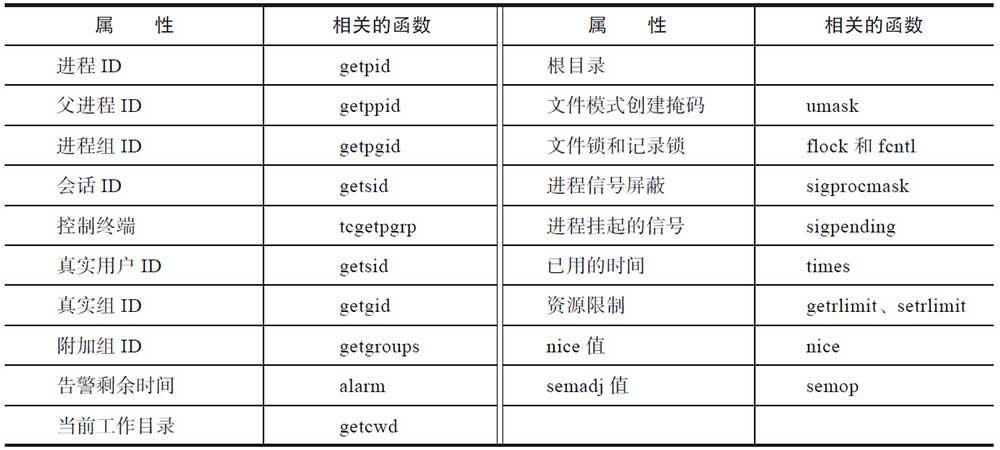 属 性 相关的函数 属 性 相关的函数
进程 ID getpid 根目录
父进程 ID getppid 文件模式创建掩码 umask
进程组 ID getpgid 文件锁和记录锁 flock 和 fcntl
会话 ID getsid 进程信号屏蔽 sigprocmask
控制终端 tcgetpgrp 进程挂起的信号 sigpending
真实用户 ID getsid 已用的时间 times
真实组 ID getgid 资源限制 getrlimit、setrlimit
附加组 ID getgroups nice 值 nice
告警剩余时间 alarm semadj 值 semop
当前工作目录 getcwd